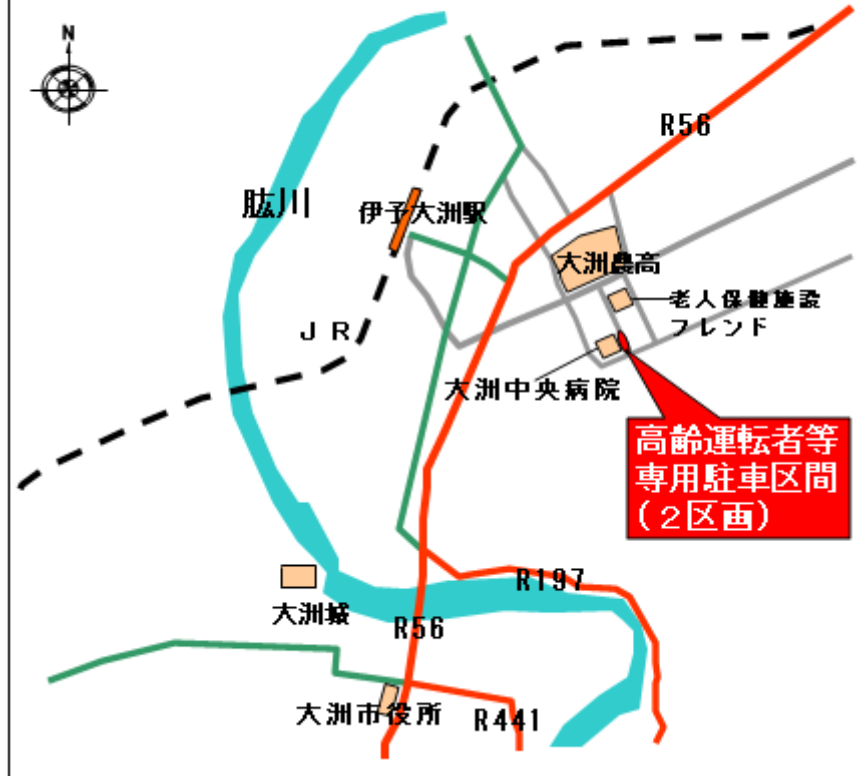 N
R56
肱川
伊予大洲駅
大洲農高
老人保健施設
フレンド
ＪＲ
大洲中央病院
高齢運転者等
専用駐車区間
(２区画)
R197
大洲城
R56
大洲市役所
R441